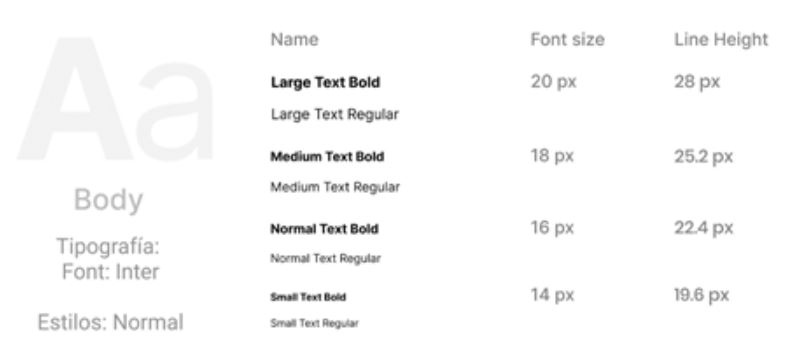 Aa
Body
Tipografía:
Font: Inter
Estilos: Normal
Name Font size Line Height
Large Text Bold 20 px 28 px
Large Text Regular
Medium Text Bold 18 px 25.2 px
Medium Text Regular
Normal Text Bold 16 px 22.4 px
Normal Text Regular
Small Text Bold 14 px 19.6 px
Small Text Regular